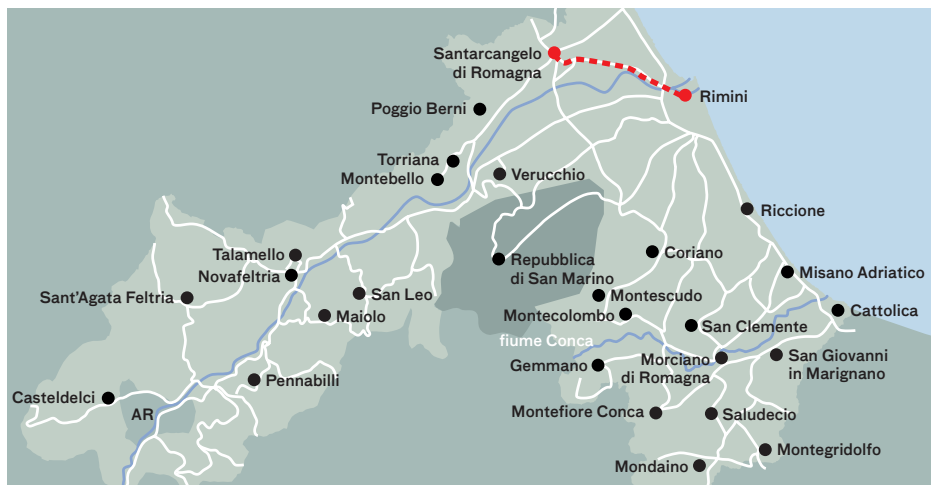 Santarcangelo
di Romagna
Rimini
Poggio Berni
Torriana
Montebello
Verucchio
Riccione
Talamello
Novafeltria
Repubblica
di San Marino
Coriano
Misano Adriatico
Sant'Agata Feltria
San Leo
Maiolo
Montescudo
Montecolombo
Cattolica
San Clemente
fiume Conca
Gemmano
Morciano
di Romagna
San Giovanni
in Marignano
Pennabilli
Casteldelci
AR
Montefiore Conca
Saludecio
Montegridolfo
Mondaino